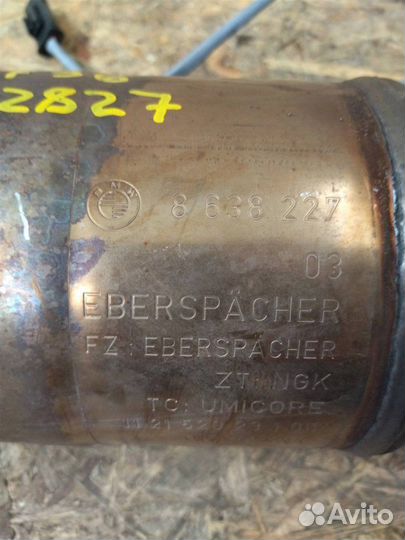 2827
BMW
8 638 227
03
EBERSPÄCHER
FZ: EBERSPÄCHER
ZT: NGK
TC: UMICORE
Avito